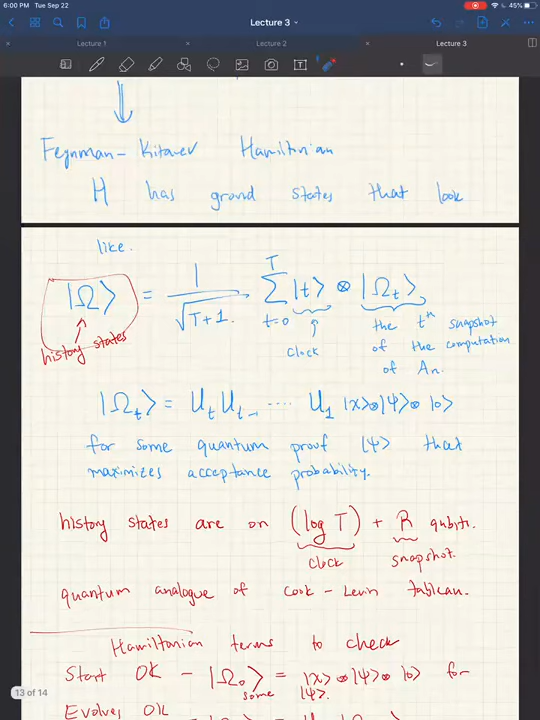 6:00 PM Tue Sep 22
45%
Lecture 3
Lecture 1
Lecture 2
Lecture 3
Feynman - Kitaev Hamiltonian
H has ground states that look
like.
|Ω⟩ = 1/√T+1. ∑ T t=0 |t⟩ ⊗ |Ω_t⟩
history states
clock
the t^th snapshot
of the computation
of A_n.
|Ω_t⟩ = U_t U_t-1 .... U_1 |x⟩⊗|ψ⟩⊗|0⟩
for some quantum proof |ψ⟩ that
maximizes acceptance probability.
history states are on (log T) + R qubits.
clock snapshot.
quantum analogue of Cook - Levin tableau.
Hamiltonian terms to check
Start OK - |Ω_0⟩ = |x⟩⊗|ψ⟩⊗|0⟩ for
some |ψ⟩.
13 of 14
Evolves OK